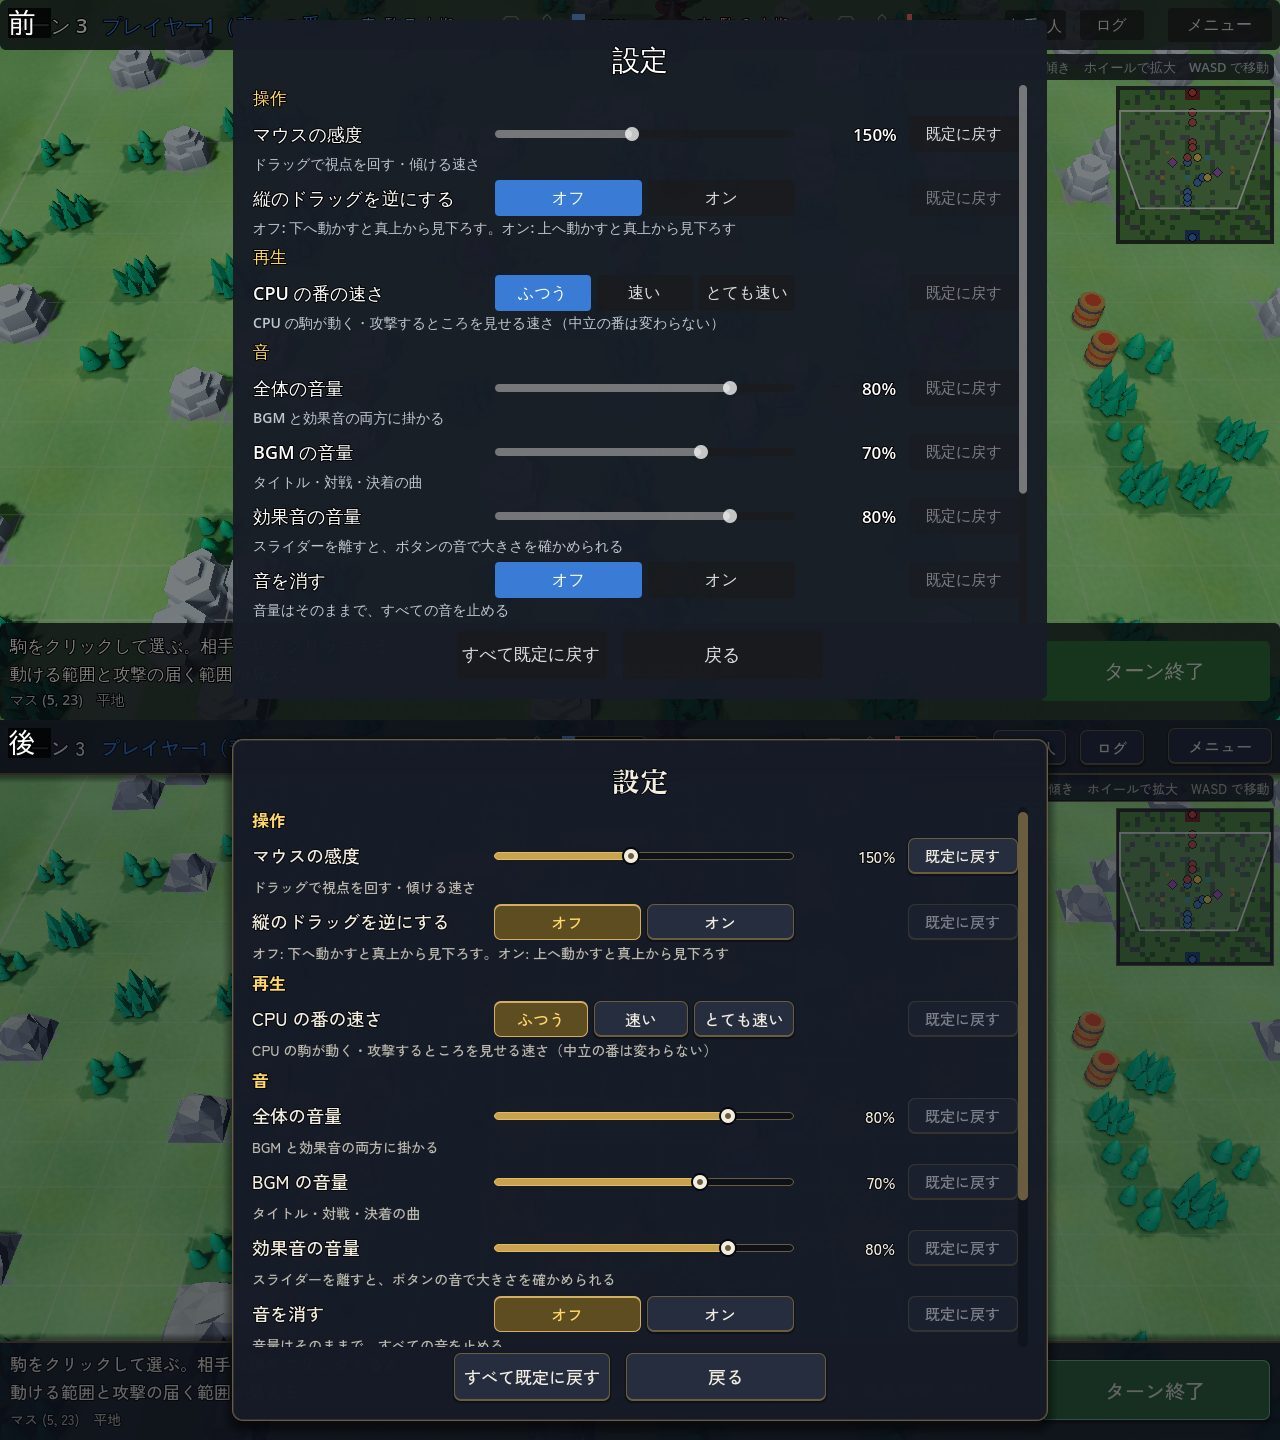 前
ン 3 プレイヤー1
人 ログ メニュー
設定
傾き ホイールで拡大 WASD で移動
操作
マウスの感度 150% 既定に戻す
ドラッグで視点を回す・傾ける速さ
縦のドラッグを逆にする オフ オン 既定に戻す
オフ: 下へ動かすと真上から見下ろす。オン: 上へ動かすと真上から見下ろす
再生
CPU の番の速さ ふつう 速い とても速い 既定に戻す
CPU の駒が動く・攻撃するところを見せる速さ（中立の番は変わらない）
音
全体の音量 80% 既定に戻す
BGM と効果音の両方に掛かる
BGM の音量 70% 既定に戻す
タイトル・対戦・決着の曲
効果音の音量 80% 既定に戻す
スライダーを離すと、ボタンの音で大きさを確かめられる
音を消す オフ オン 既定に戻す
音量はそのままで、すべての音を止める
駒をクリックして選ぶ。相手
動ける範囲と攻撃の届く範囲
マス (5, 23) 平地
すべて既定に戻す 戻る
ターン終了
後
ン 3 プレイヤー1
人 ログ メニュー
設定
傾き ホイールで拡大 WASD で移動
操作
マウスの感度 150% 既定に戻す
ドラッグで視点を回す・傾ける速さ
縦のドラッグを逆にする オフ オン 既定に戻す
オフ: 下へ動かすと真上から見下ろす。オン: 上へ動かすと真上から見下ろす
再生
CPU の番の速さ ふつう 速い とても速い 既定に戻す
CPU の駒が動く・攻撃するところを見せる速さ（中立の番は変わらない）
音
全体の音量 80% 既定に戻す
BGM と効果音の両方に掛かる
BGM の音量 70% 既定に戻す
タイトル・対戦・決着の曲
効果音の音量 80% 既定に戻す
スライダーを離すと、ボタンの音で大きさを確かめられる
音を消す オフ オン 既定に戻す
音量はそのままで、すべての音を止める
駒をクリックして選ぶ。相手
動ける範囲と攻撃の届く範囲
マス (5, 23) 平地
すべて既定に戻す 戻る
ターン終了